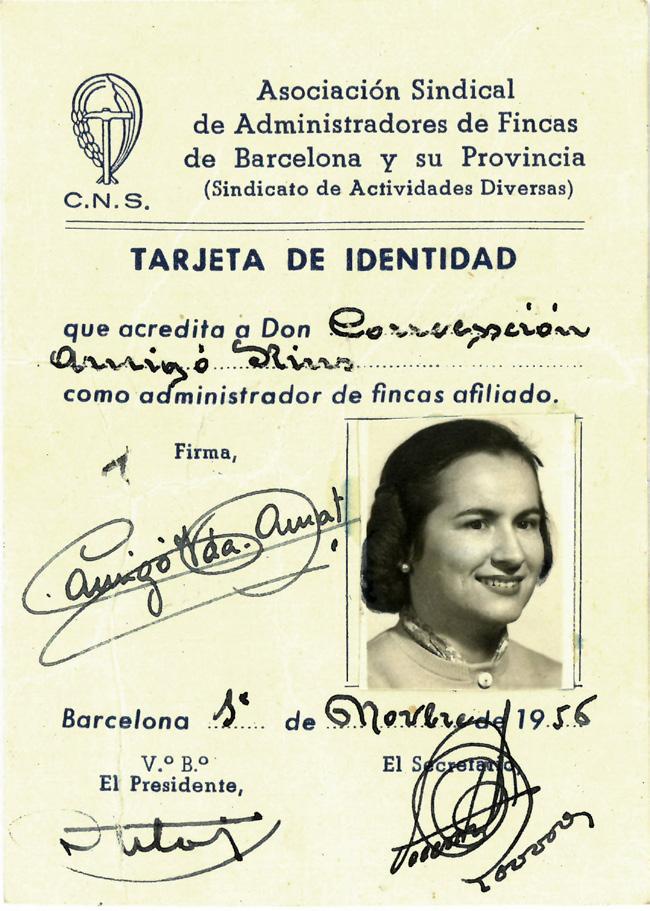 Asociación Sindical
de Administradores de Fincas
de Barcelona y su Provincia
(Sindicato de Actividades Diversas)
C.N.S.
TARJETA DE IDENTIDAD
que acredita a Don Concepción
Amigó Rius
como administrador de fincas afiliado.
Firma,
C. Amigó Vda. Amat
Barcelona 1º de Novbre de 1956
V.º B.º
El Presidente,
El Secretario